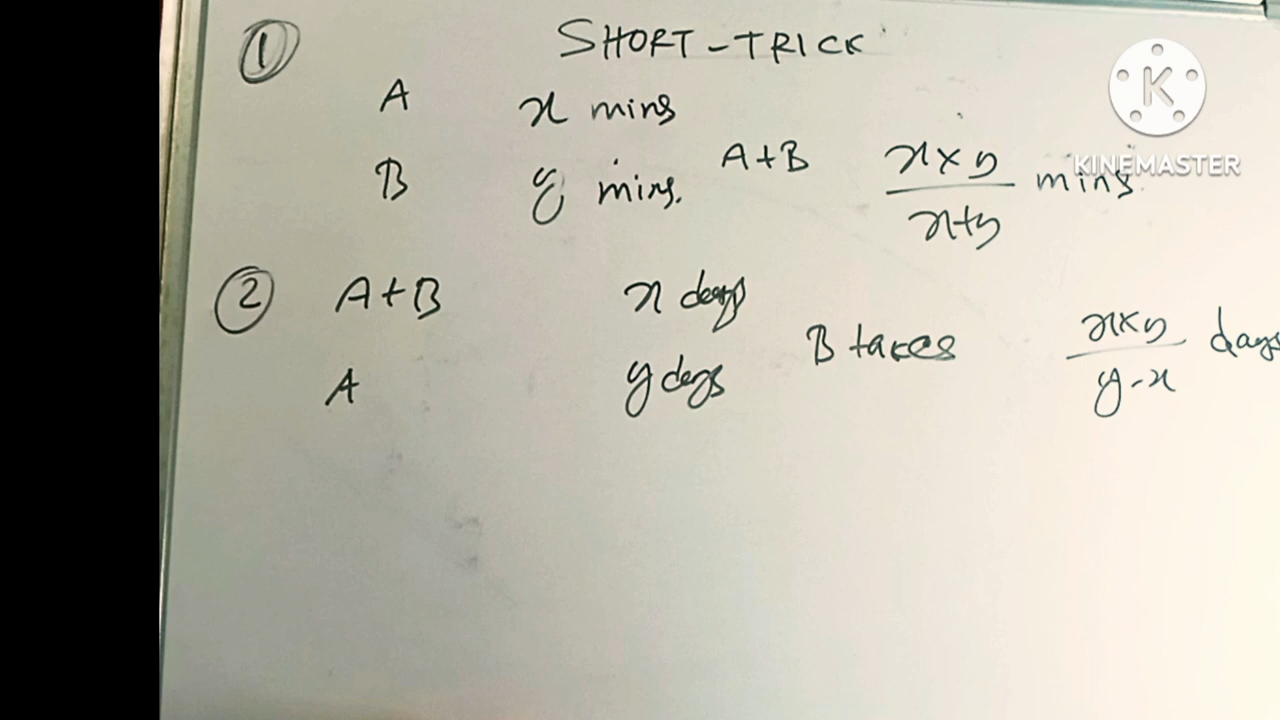 ① SHORT-TRICK
A x mins
B y mins. A+B x×y/x+y mins.
KINEMASTER
② A+B x days
A y days B takes x×y/y-x days